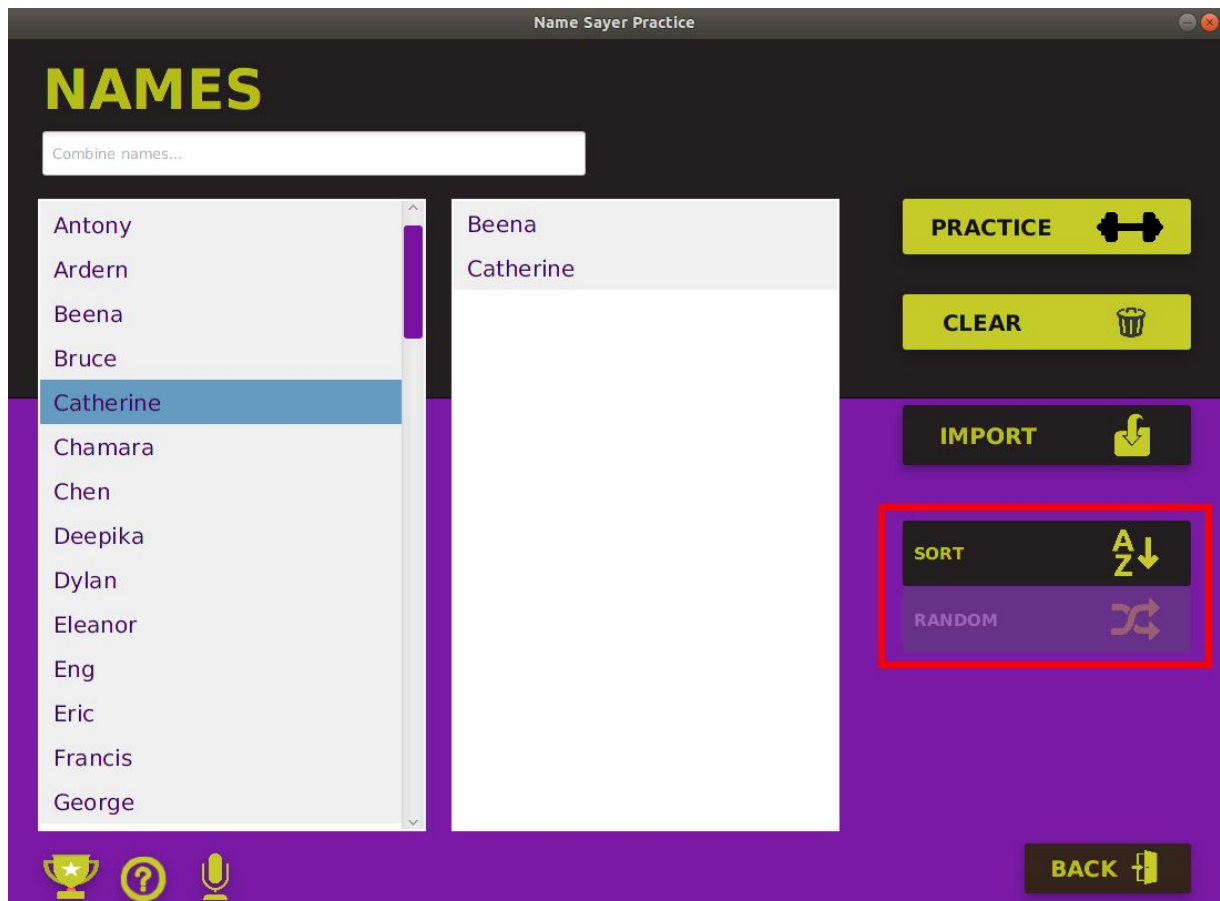 Name Sayer Practice
NAMES
Combine names...
Antony
Ardern
Beena
Bruce
Catherine
Chamara
Chen
Deepika
Dylan
Eleanor
Eng
Eric
Francis
George
Beena
Catherine
PRACTICE
CLEAR
IMPORT
SORT
A
Z
RANDOM
?
BACK